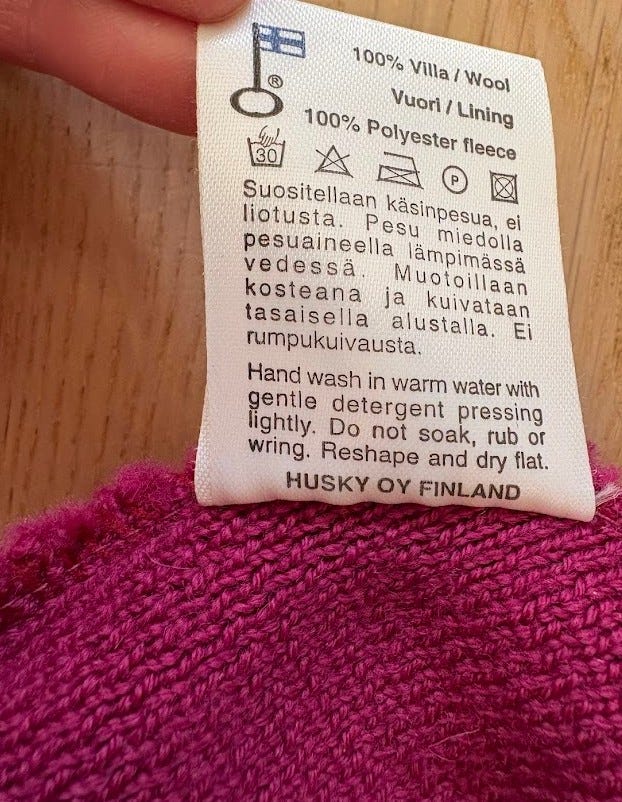 ®
100% Villa / Wool
Vuori / Lining
100% Polyester fleece
30
P
Suositellaan käsinpesua, ei
liotusta. Pesu miedolla
pesuaineella lämpimässä
vedessä. Muotoillaan
kosteana ja kuivataan
tasaisella alustalla. Ei
rumpukuivausta.
Hand wash in warm water with
gentle detergent pressing
lightly. Do not soak, rub or
wring. Reshape and dry flat.
HUSKY OY FINLAND